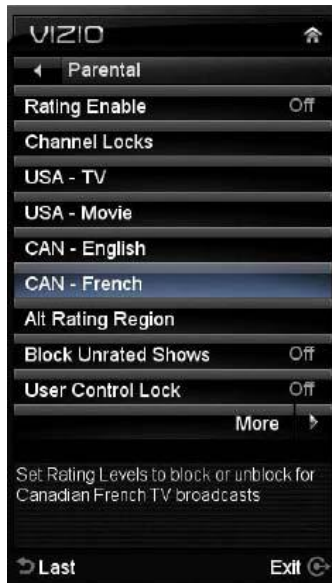 VIZIO
Parental
Rating Enable Off
Channel Locks
USA - TV
USA - Movie
CAN - English
CAN - French
Alt Rating Region
Block Unrated Shows Off
User Control Lock Off
More
Set Rating Levels to block or unblock for
Canadian French TV broadcasts
Last Exit